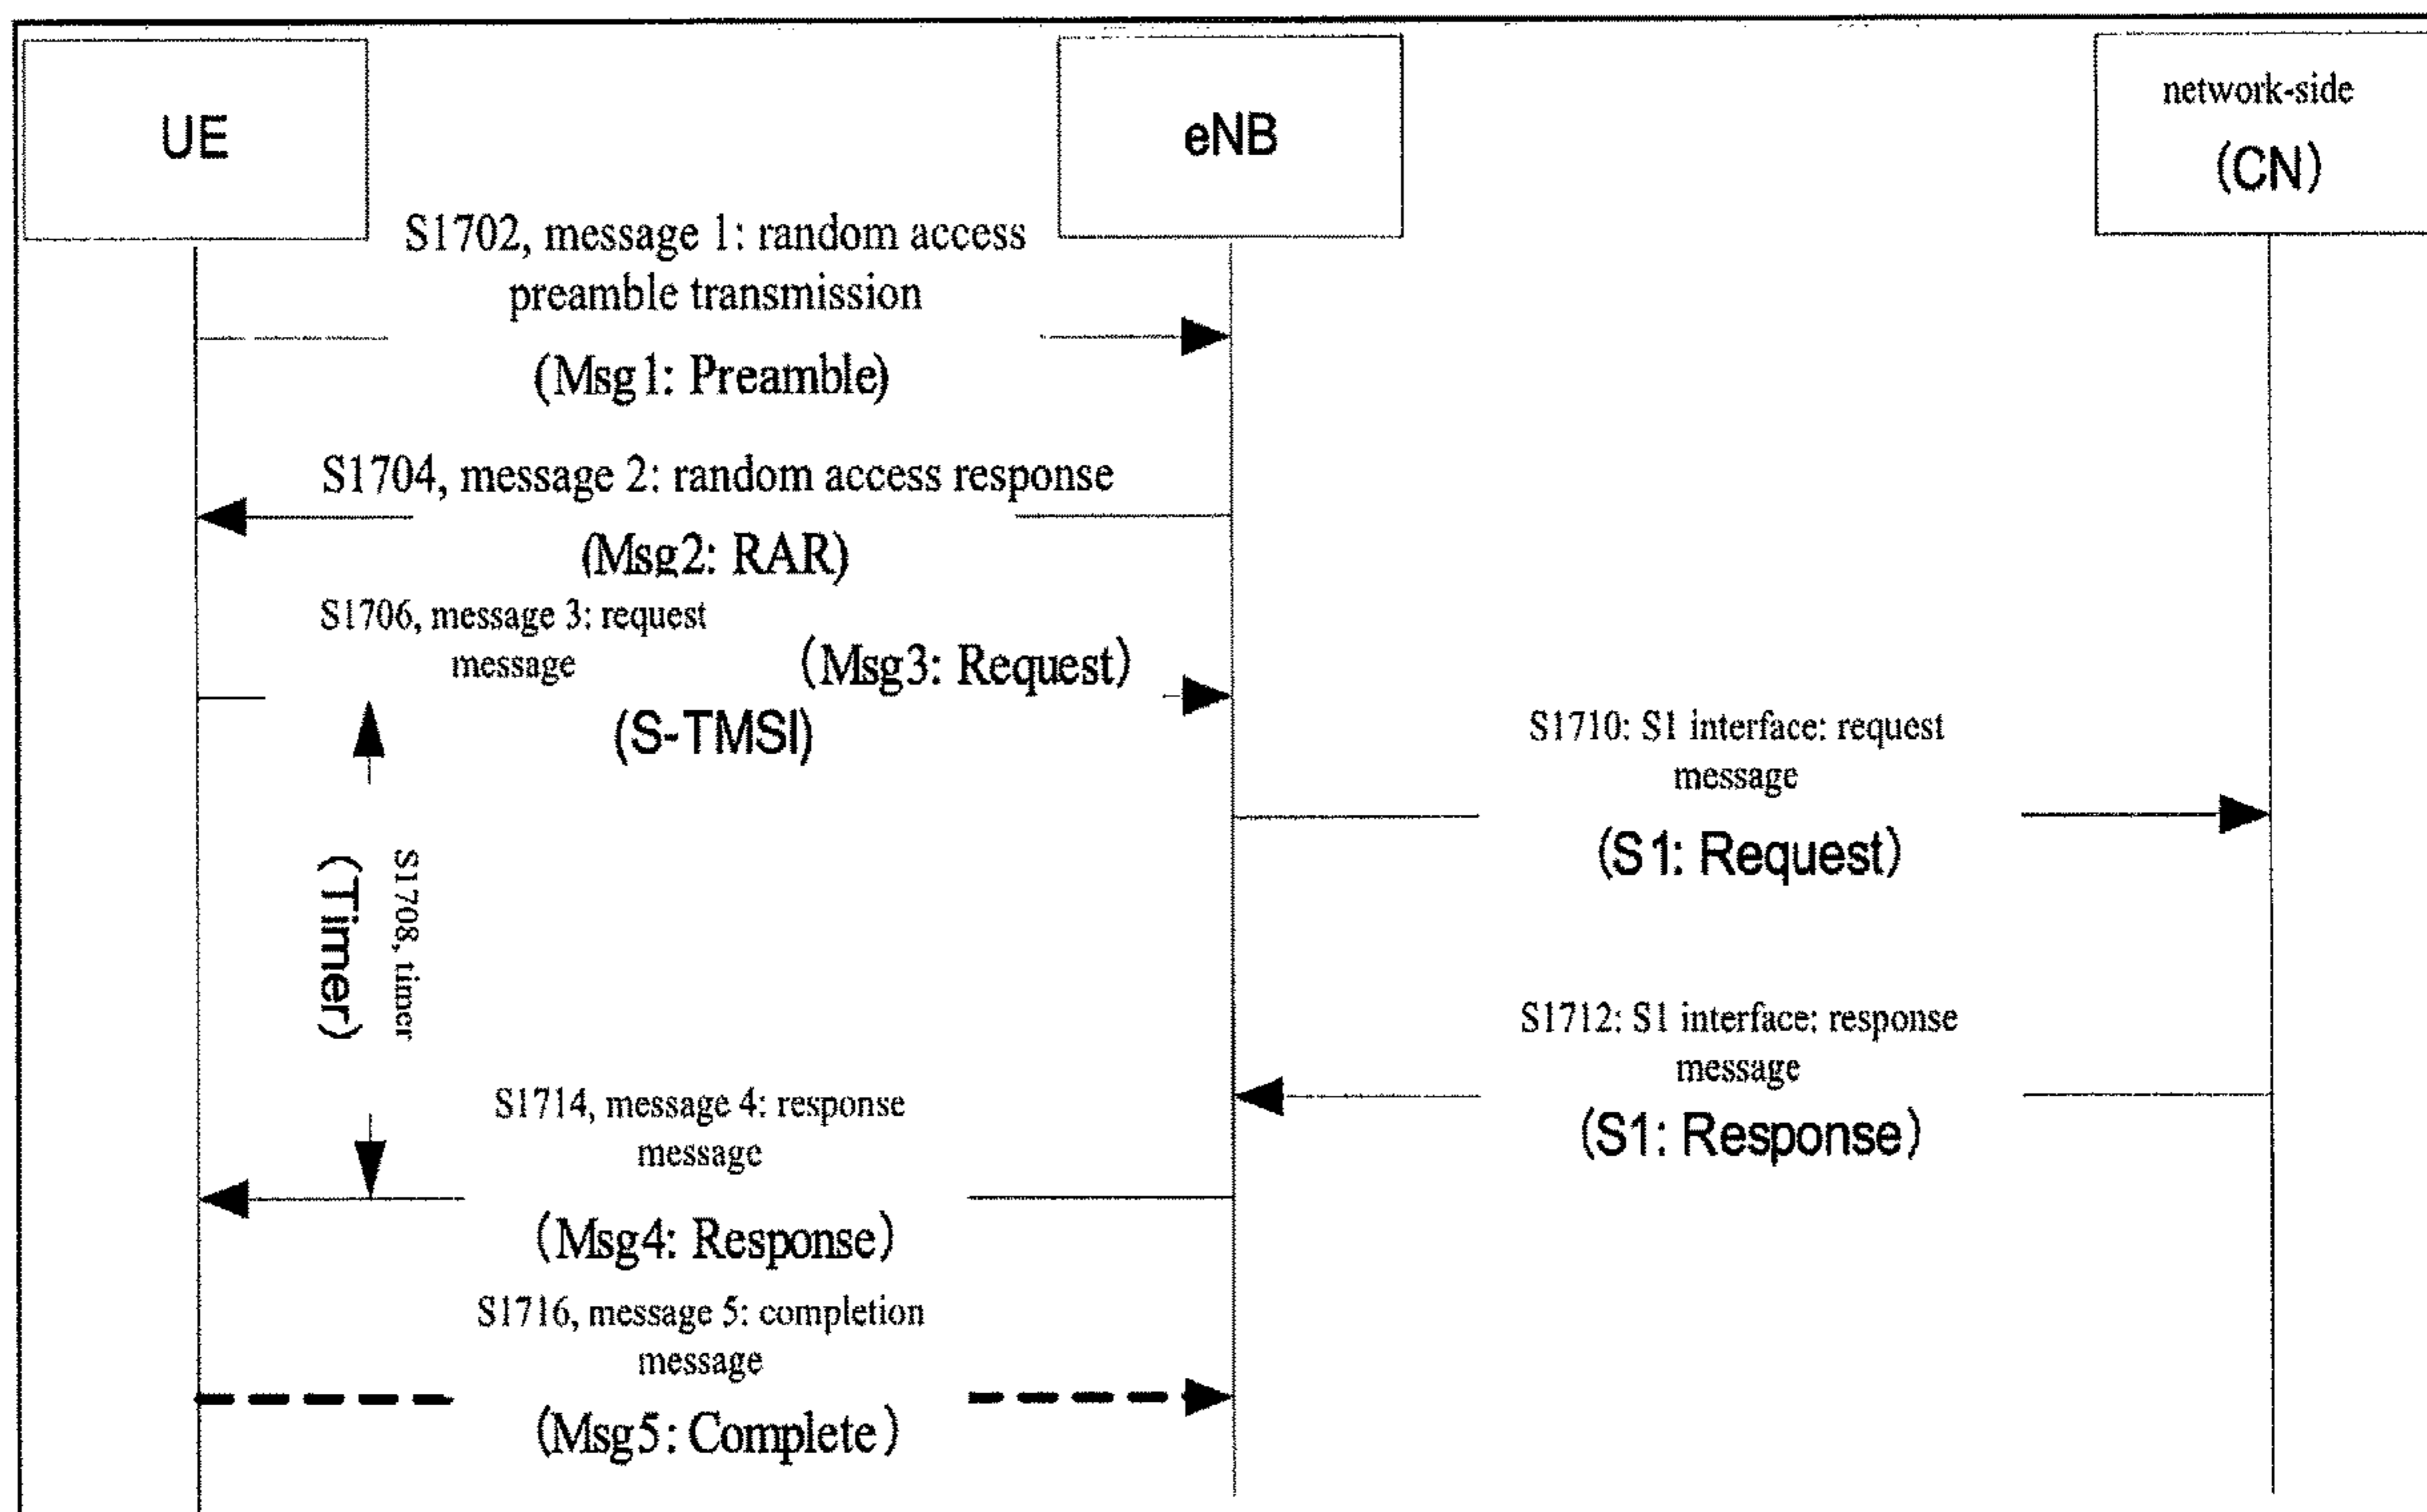 UE
eNB
network-side
(CN)
S1702, message 1: random access
preamble transmission
(Msg1: Preamble)
S1704, message 2: random access response
(Msg2: RAR)
S1706, message 3: request
message
(Msg3: Request)
(S-TMSI)
S1708, timer
(Timer)
S1710: S1 interface: request
message
(S1: Request)
S1712: S1 interface: response
message
(S1: Response)
S1714, message 4: response
message
(Msg4: Response)
S1716, message 5: completion
message
(Msg5: Complete)